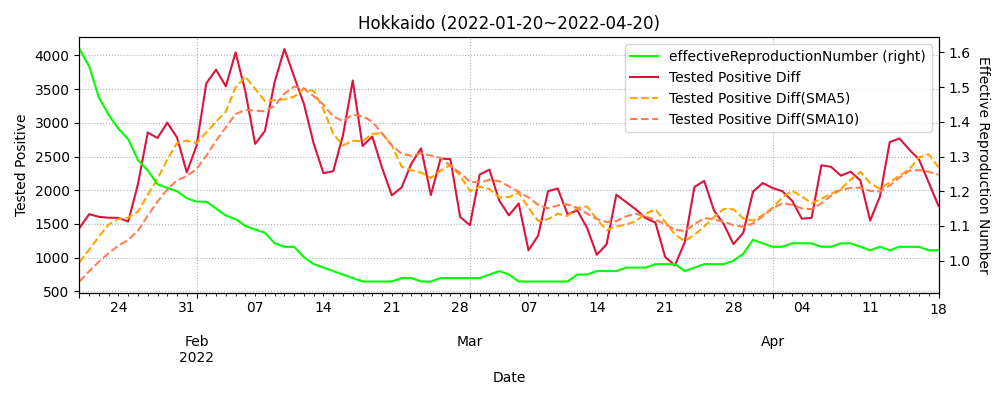 Hokkaido (2022-01-20~2022-04-20)
effectiveReproductionNumber (right)
Tested Positive Diff
Tested Positive Diff(SMA5)
Tested Positive Diff(SMA10)
Tested Positive
4000
3500
3000
2500
2000
1500
1000
500
1.6
1.5
1.4
1.3
1.2
1.1
1.0
Effective Reproduction Number
24 31 07 14 21 28 07 14 21 28 04 11 18
Feb Mar Apr
2022
Date